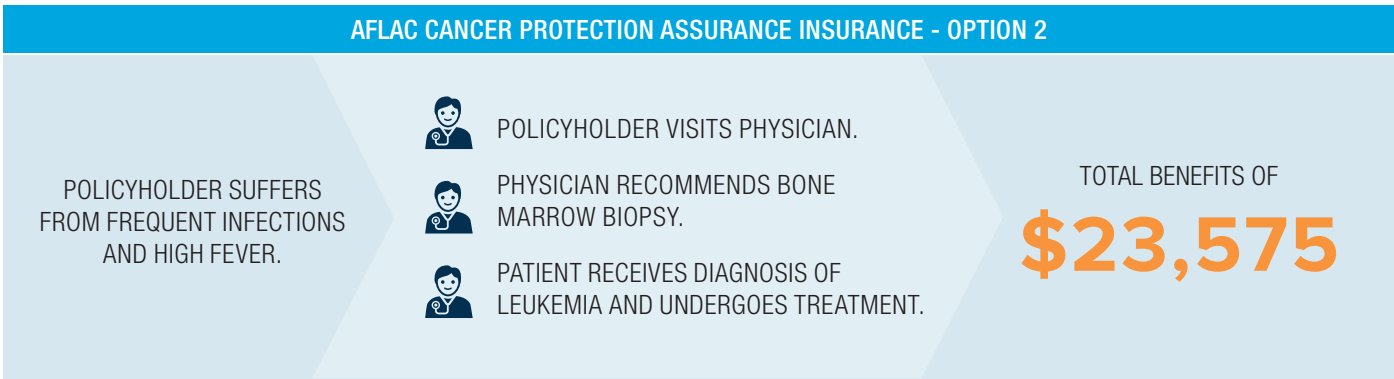 AFLAC CANCER PROTECTION ASSURANCE INSURANCE - OPTION 2
POLICYHOLDER SUFFERS
FROM FREQUENT INFECTIONS
AND HIGH FEVER.
POLICYHOLDER VISITS PHYSICIAN.
PHYSICIAN RECOMMENDS BONE
MARROW BIOPSY.
PATIENT RECEIVES DIAGNOSIS OF
LEUKEMIA AND UNDERGOES TREATMENT.
TOTAL BENEFITS OF
$23,575